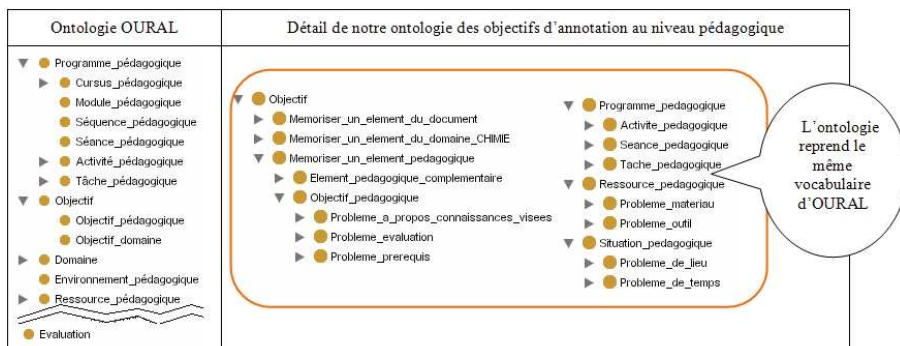 Ontologie OURAL
Détail de notre ontologie des objectifs d'annotation au niveau pédagogique
Programme_pédagogique
Cursus_pédagogique
Module_pédagogique
Séquence_pédagogique
Séance_pédagogique
Activité_pédagogique
Tâche_pédagogique
Objectif
Objectif_pédagogique
Objectif_domaine
Domaine
Environnement_pédagogique
Ressource_pédagogique
Evaluation
Objectif
Memoriser_un_element_du_document
Memoriser_un_element_du_domaine_CHIMIE
Memoriser_un_element_pedagogique
Element_pedagogique_complementaire
Objectif_pedagogique
Probleme_a_propos_connaissances_visees
Probleme_evaluation
Probleme_prerequis
Programme_pedagogique
Activite_pedagogique
Seance_pedagogique
Tache_pedagogique
Ressource_pedagogique
Probleme_materiau
Probleme_outil
Situation_pedagogique
Probleme_de_lieu
Probleme_de_temps
L'ontologie
reprend le
même
vocabulaire
d'OURAL